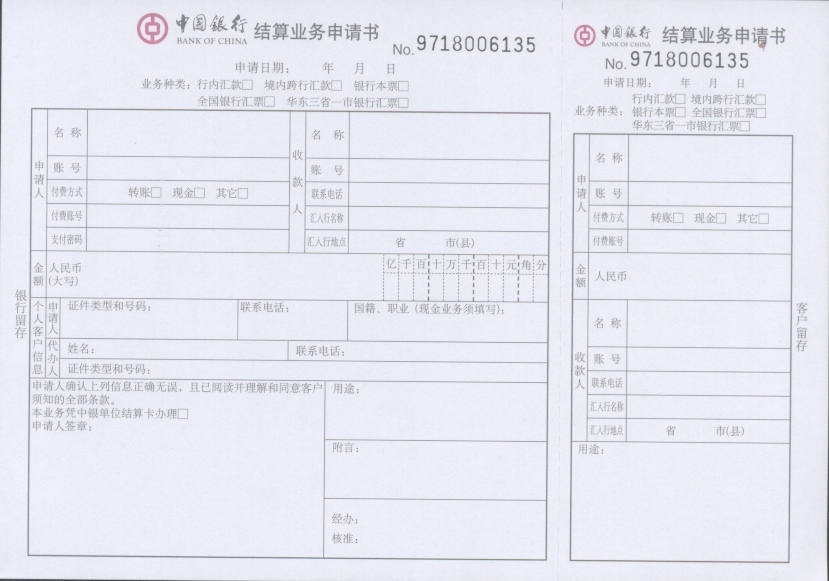 中国银行 结算业务申请书
BANK OF CHINA
No.9718006135
申请日期： 年 月 日
业务种类：行内汇款□ 境内跨行汇款□ 银行本票□
全国银行汇票□ 华东三省一市银行汇票□
申请人
名 称
账 号
付费方式 转账□ 现金□ 其它□
付费账号
支付密码
收款人
名 称
账 号
联系电话
汇入行名称
汇入行地点 省 市(县)
金额 人民币(大写)
亿 千 百 十 万 千 百 十 元 角 分
银行留存
个人客户信息
申请人 证件类型和号码： 联系电话： 国籍、职业（现金业务须填写）；
代办人 姓名： 联系电话：
证件类型和号码：
申请人确认上列信息正确无误，且已阅读并理解和同意客户
须知的全部条款。
本业务凭中银单位结算卡办理□
申请人签章：
用途：
附言：
经办：
核准：
中国银行 结算业务申请书
BANK OF CHINA
No.9718006135
申请日期： 年 月 日
业务种类：
行内汇款□ 境内跨行汇款□
银行本票□ 全国银行汇票□
华东三省一市银行汇票□
申请人
名 称
账 号
付费方式 转账□ 现金□ 其它□
付费账号
金额 人民币
收款人
名 称
账 号
联系电话
汇入行名称
汇入行地点 省 市(县)
用途：
客户留存